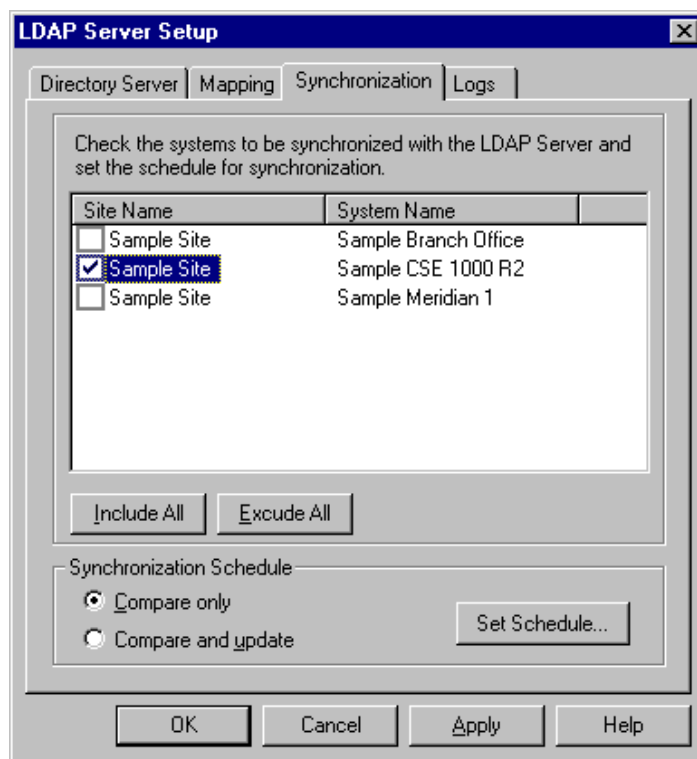 LDAP Server Setup
Directory Server Mapping Synchronization Logs
Check the systems to be synchronized with the LDAP Server and
set the schedule for synchronization.
Site Name System Name
Sample Site Sample Branch Office
Sample Site Sample CSE 1000 R2
Sample Site Sample Meridian 1
Include All Excude All
Synchronization Schedule
Compare only
Set Schedule...
Compare and update
OK Cancel Apply Help